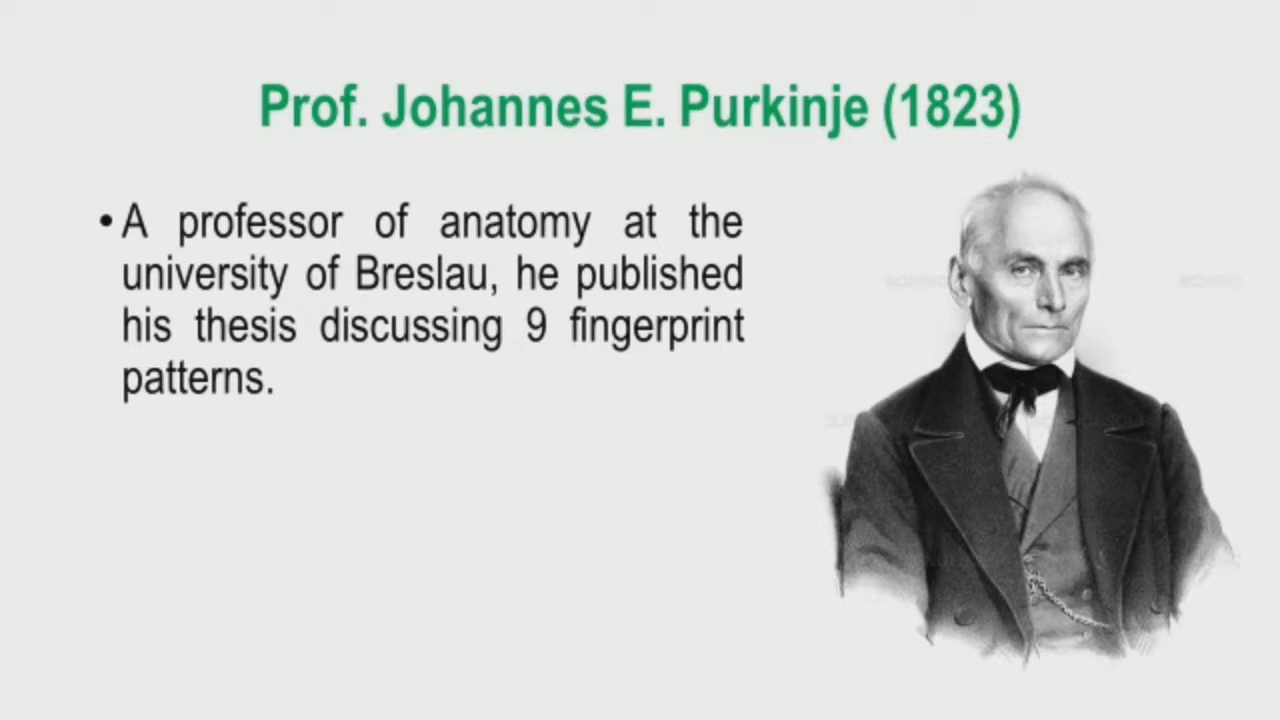 Prof. Johannes E. Purkinje (1823)
• A professor of anatomy at the
university of Breslau, he published
his thesis discussing 9 fingerprint
patterns.